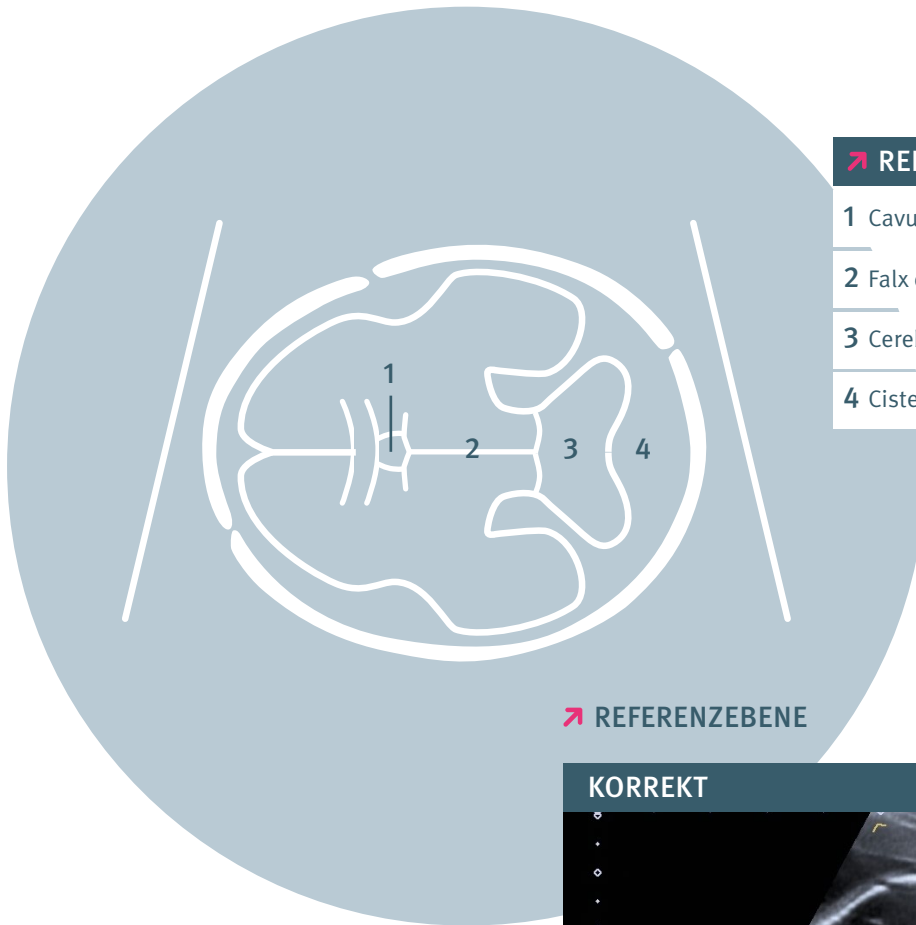 1
2
3
4
RE
1 Cavu
2 Falx
3 Cere
4 Ciste
REFERENZEBENE
KORREKT